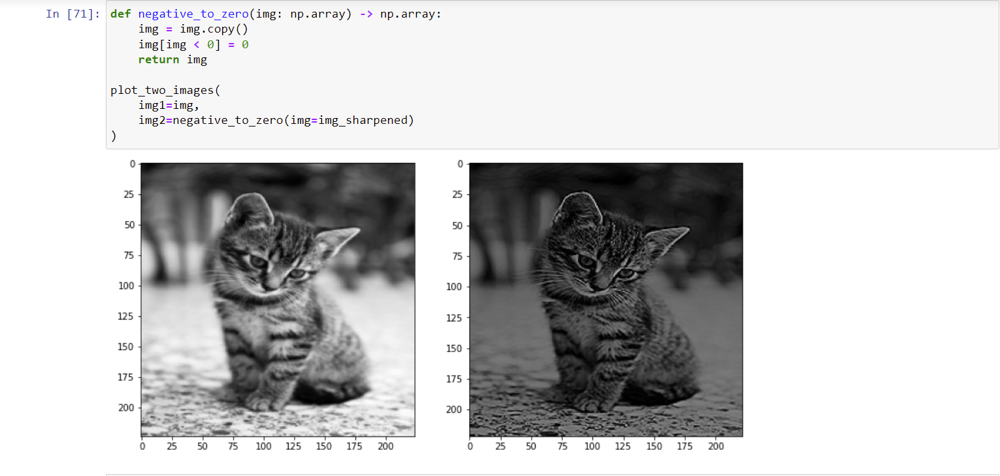 In [71]: def negative_to_zero(img: np.array) -> np.array:
    img = img.copy()
    img[img < 0] = 0
    return img

plot_two_images(
    img1=img,
    img2=negative_to_zero(img=img_sharpened)
)
0
25
50
75
100
125
150
175
200
0 25 50 75 100 125 150 175 200
0
25
50
75
100
125
150
175
200
0 25 50 75 100 125 150 175 200